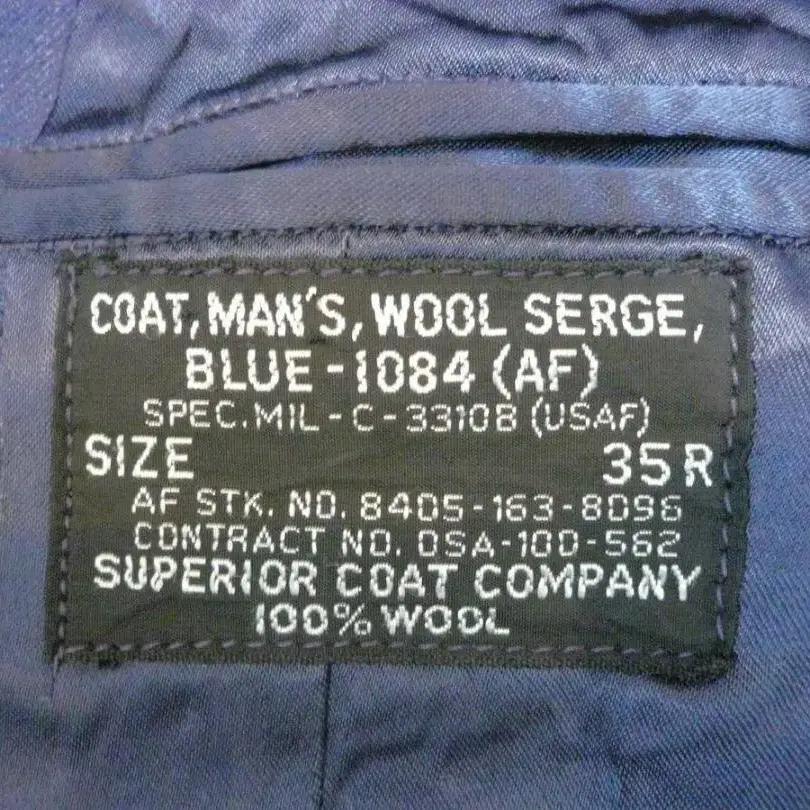 COAT, MAN'S, WOOL SERGE,
BLUE-1084 (AF)
SPEC. MIL-C-3310B (USAF)
SIZE 35R
AF STK. NO. 8405-163-8096
CONTRACT NO. DSA-100-562
SUPERIOR COAT COMPANY
100% WOOL